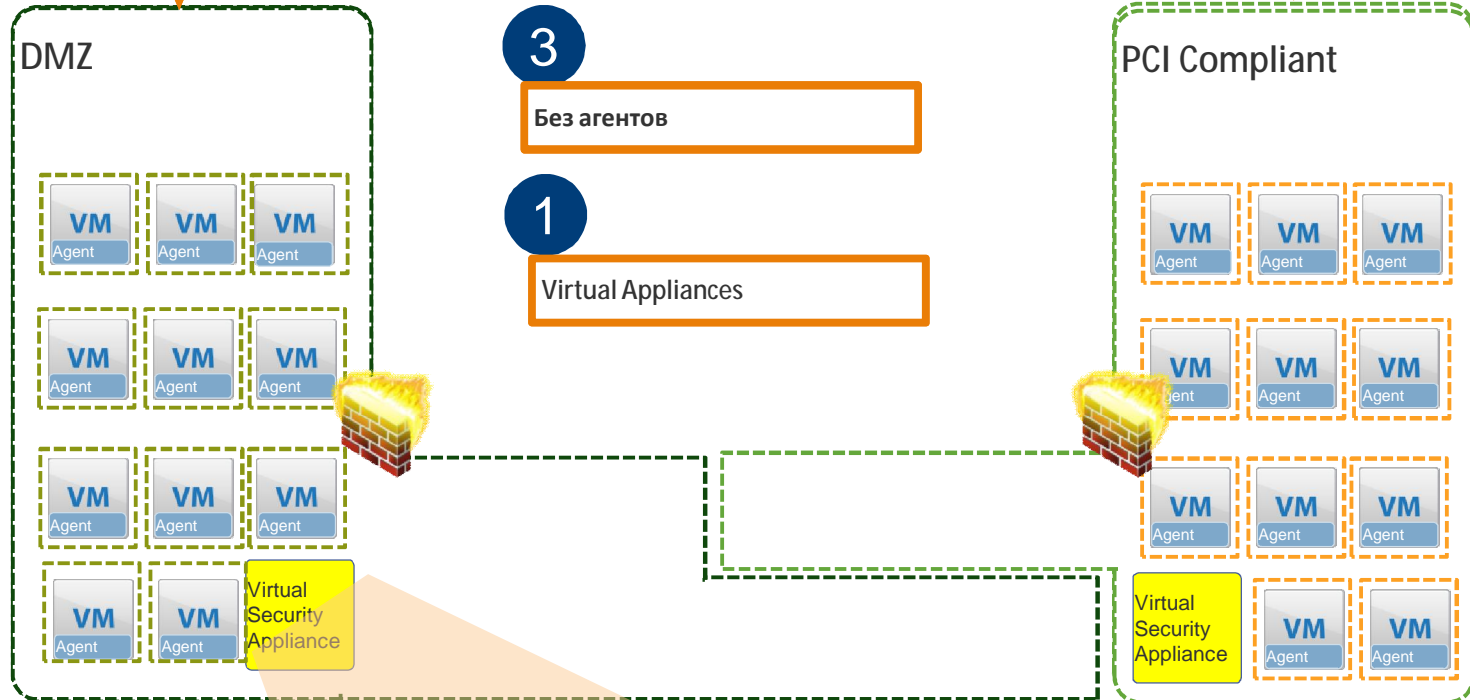 DMZ
3
PCI Compliant
Без агентов
1
Virtual Appliances
VM
Agent
VM
Agent
VM
Agent
VM
Agent
VM
Agent
VM
Agent
VM
Agent
VM
Agent
VM
Agent
VM
Agent
VM
Agent
Virtual
Security
Appliance
VM
Agent
VM
Agent
VM
Agent
VM
Agent
VM
Agent
VM
Agent
VM
Agent
VM
Agent
VM
Agent
Virtual
Security
Appliance
VM
Agent
VM
Agent